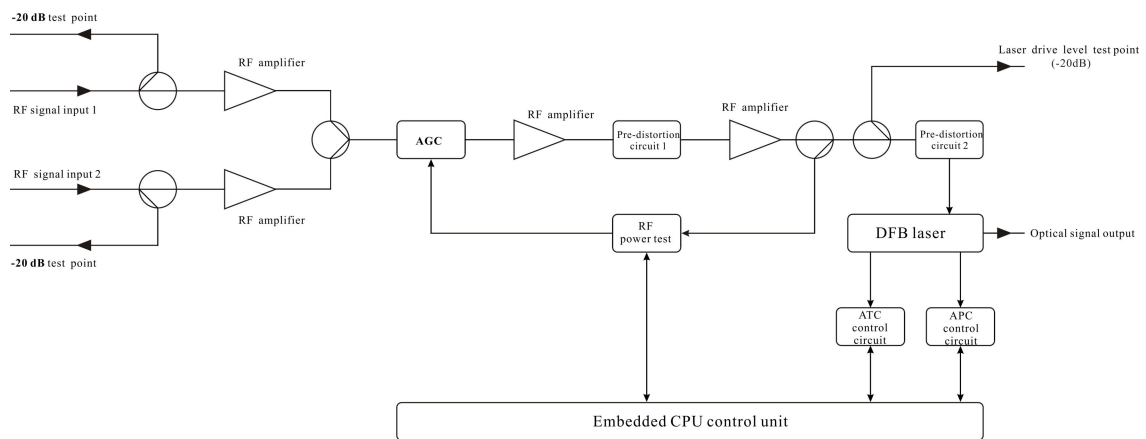 -20 dB test point
RF amplifier
RF signal input 1
Laser drive level test point
(-20dB)
RF amplifier
RF amplifier
AGC
Pre-distortion
circuit 1
Pre-distortion
circuit 2
RF signal input 2
RF amplifier
-20 dB test point
RF
power test
DFB laser
Optical signal output
ATC
control
circuit
APC
control
circuit
Embedded CPU control unit